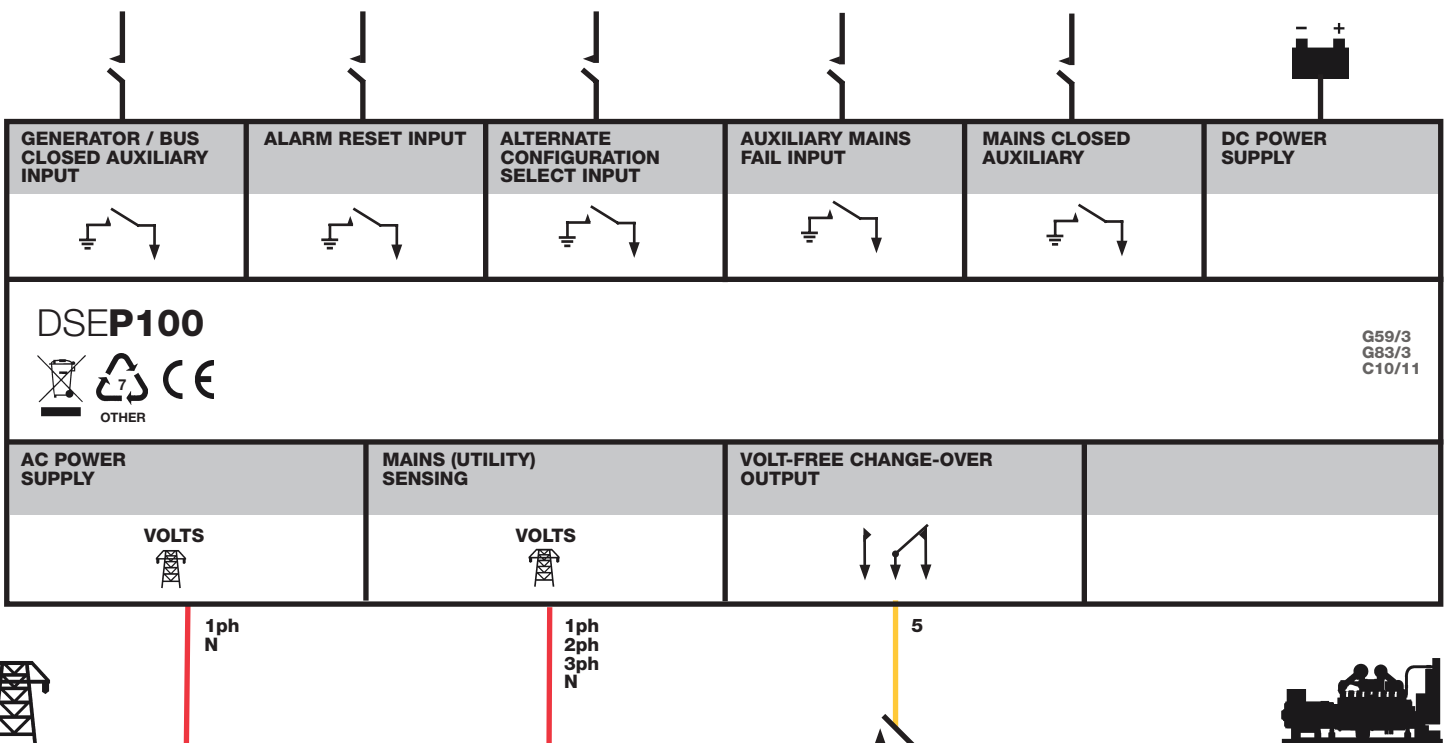 - +
GENERATOR / BUS
CLOSED AUXILIARY
INPUT
ALARM RESET INPUT
ALTERNATE
CONFIGURATION
SELECT INPUT
AUXILIARY MAINS
FAIL INPUT
MAINS CLOSED
AUXILIARY
DC POWER
SUPPLY
DSEP100
7
OTHER
CE
G59/3
G83/3
C10/11
AC POWER
SUPPLY
MAINS (UTILITY)
SENSING
VOLT-FREE CHANGE-OVER
OUTPUT
VOLTS
VOLTS
1ph
N
1ph
2ph
3ph
N
5